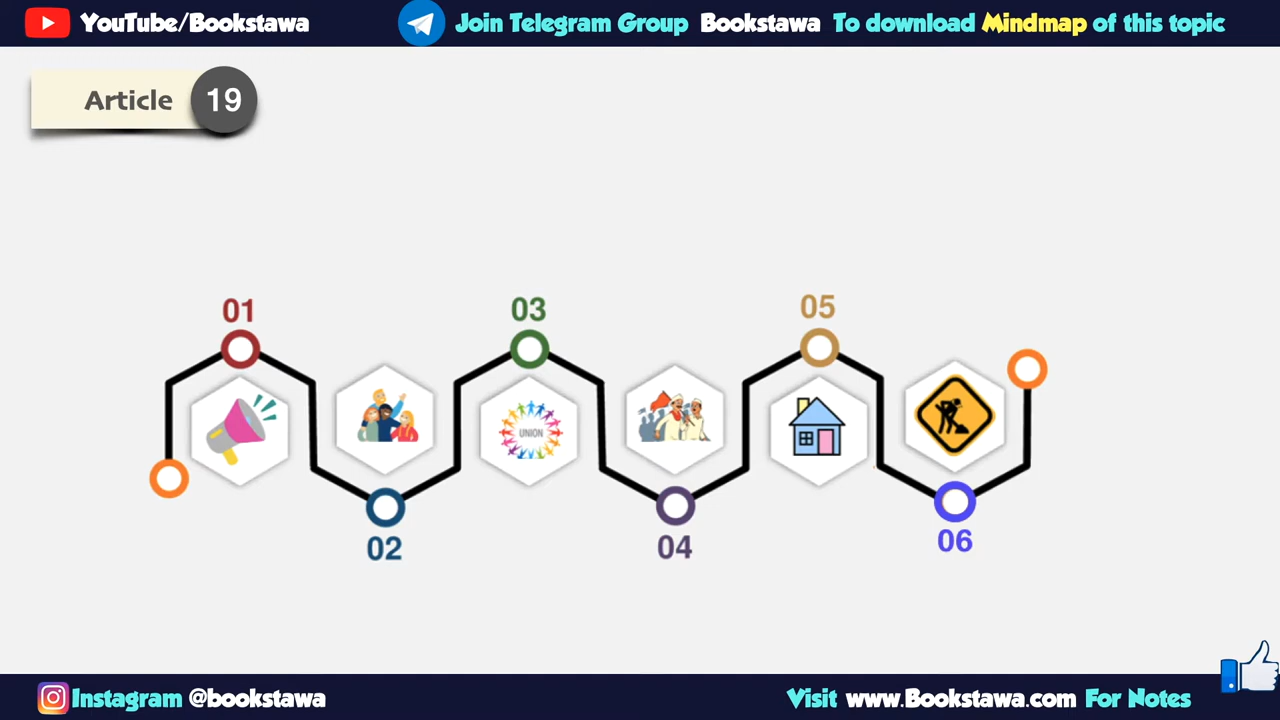 YouTube/Bookstawa
Join Telegram Group Bookstawa To download Mindmap of this topic
Article 19
01
03
05
UNION
02
04
06
Instagram @bookstawa
Visit www.Bookstawa.com For Notes